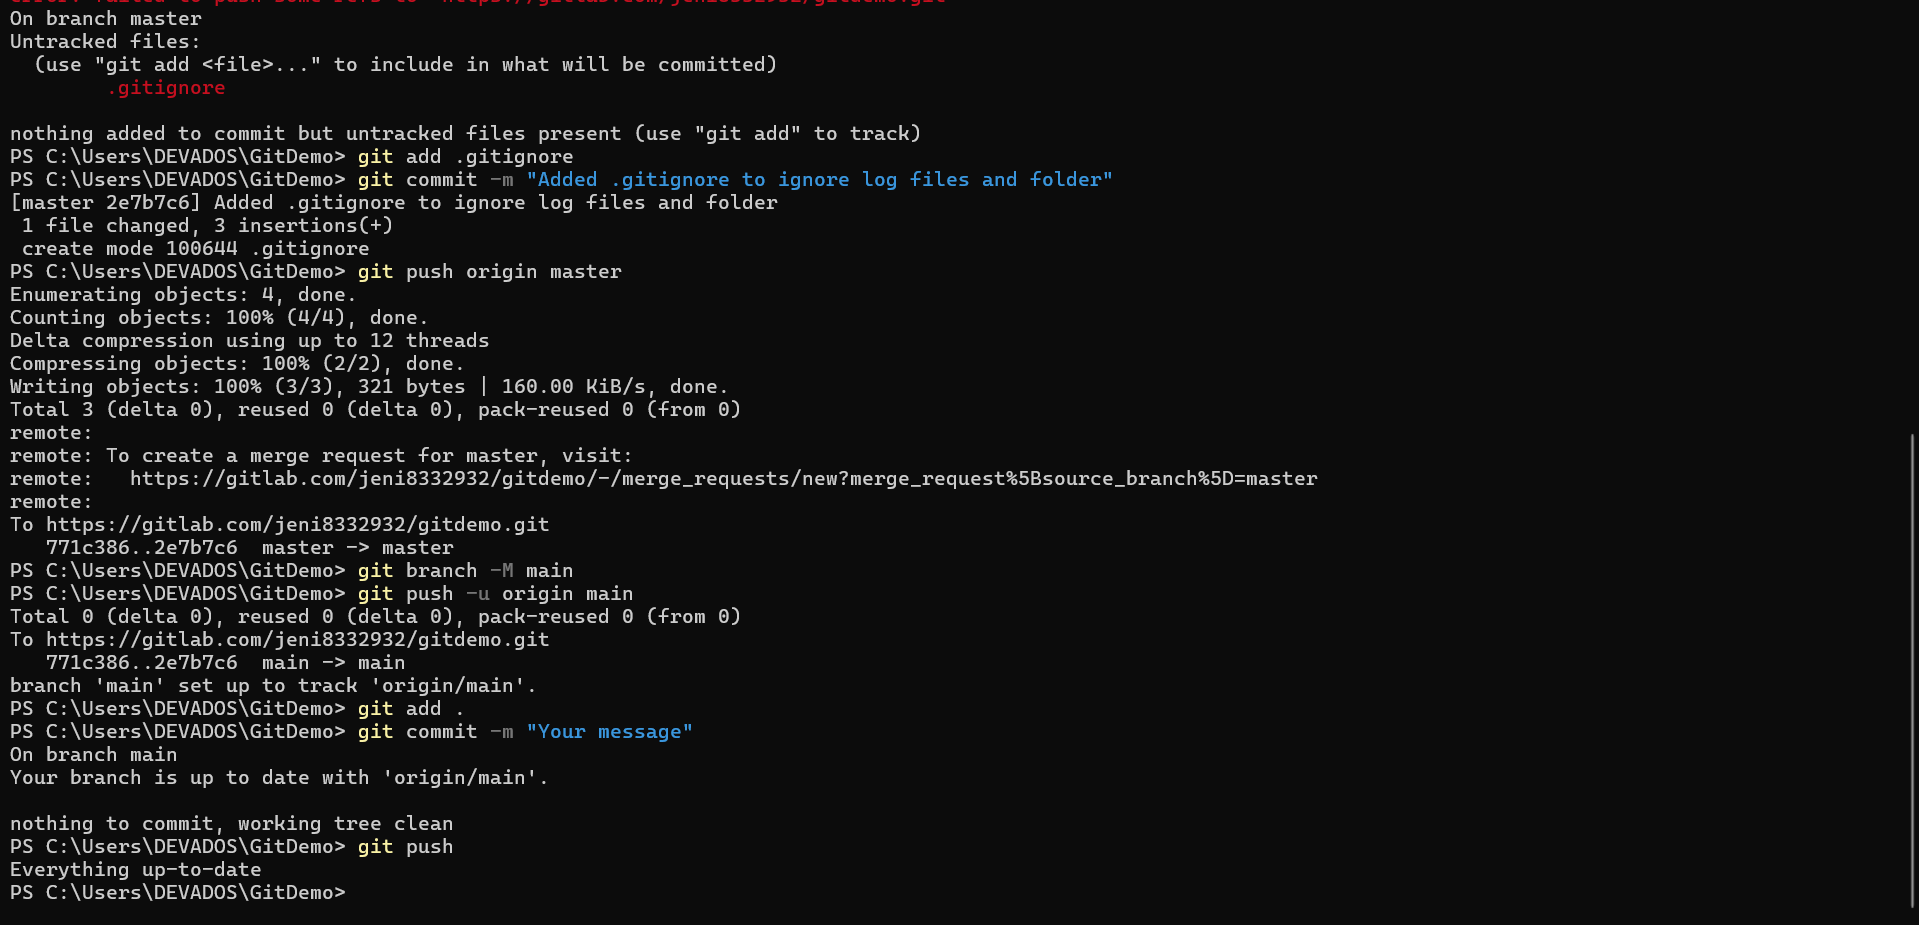 error: failed to push some refs to 'https://gitlab.com/jeni8332932/gitdemo.git'
On branch master
Untracked files:
  (use "git add <file>..." to include in what will be committed)
        .gitignore

nothing added to commit but untracked files present (use "git add" to track)
PS C:\Users\DEVADOS\GitDemo> git add .gitignore
PS C:\Users\DEVADOS\GitDemo> git commit -m "Added .gitignore to ignore log files and folder"
[master 2e7b7c6] Added .gitignore to ignore log files and folder
 1 file changed, 3 insertions(+)
 create mode 100644 .gitignore
PS C:\Users\DEVADOS\GitDemo> git push origin master
Enumerating objects: 4, done.
Counting objects: 100% (4/4), done.
Delta compression using up to 12 threads
Compressing objects: 100% (2/2), done.
Writing objects: 100% (3/3), 321 bytes | 160.00 KiB/s, done.
Total 3 (delta 0), reused 0 (delta 0), pack-reused 0 (from 0)
remote:
remote: To create a merge request for master, visit:
remote:   https://gitlab.com/jeni8332932/gitdemo/-/merge_requests/new?merge_request%5Bsource_branch%5D=master
remote:
To https://gitlab.com/jeni8332932/gitdemo.git
   771c386..2e7b7c6  master -> master
PS C:\Users\DEVADOS\GitDemo> git branch -M main
PS C:\Users\DEVADOS\GitDemo> git push -u origin main
Total 0 (delta 0), reused 0 (delta 0), pack-reused 0 (from 0)
To https://gitlab.com/jeni8332932/gitdemo.git
   771c386..2e7b7c6  main -> main
branch 'main' set up to track 'origin/main'.
PS C:\Users\DEVADOS\GitDemo> git add .
PS C:\Users\DEVADOS\GitDemo> git commit -m "Your message"
On branch main
Your branch is up to date with 'origin/main'.

nothing to commit, working tree clean
PS C:\Users\DEVADOS\GitDemo> git push
Everything up-to-date
PS C:\Users\DEVADOS\GitDemo>